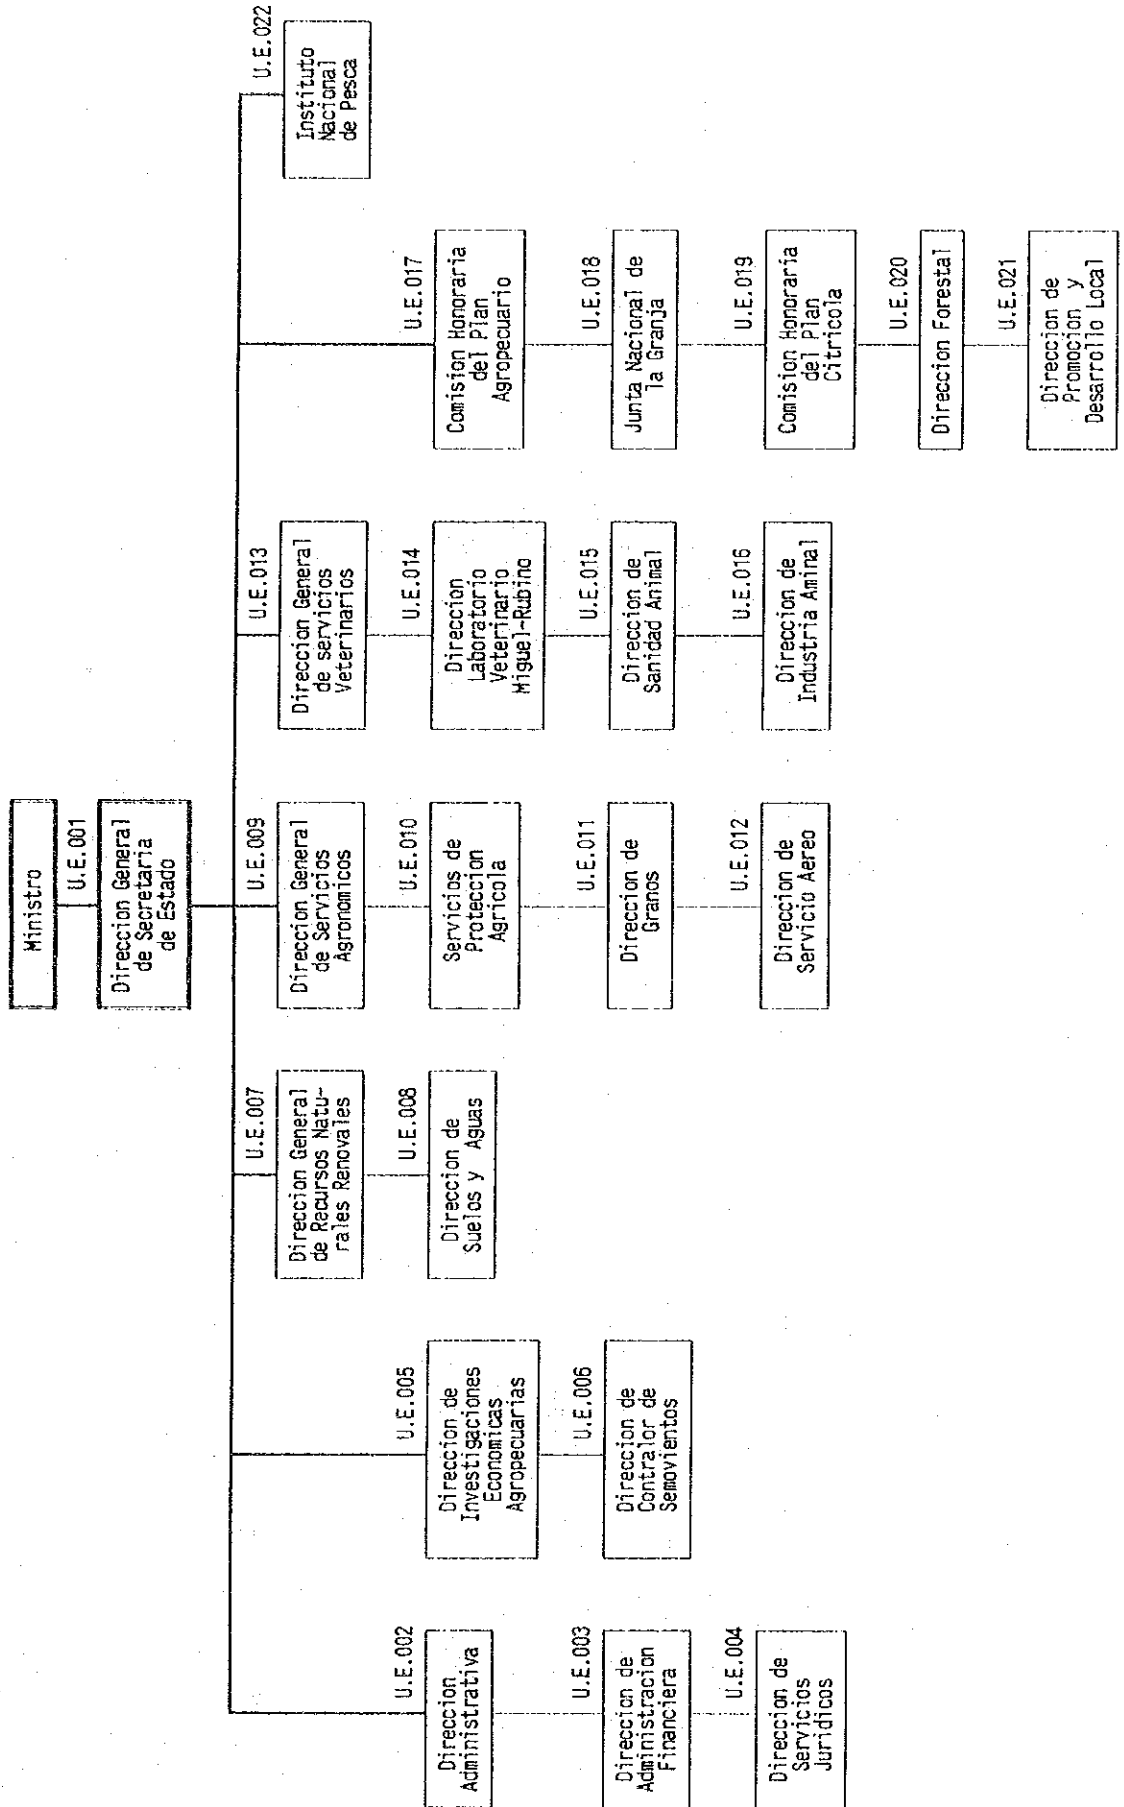 Ministro
U.E.001
Direccion General
de Secretaria
de Estado
U.E.002
Direccion
Administrativa
U.E.003
Direccion de
Administracion
Financiera
U.E.004
Direccion de
Servicios
Juridicos
U.E.005
Direccion de
Investigaciones
Economicas
Agropecuarias
U.E.006
Direccion de
Contralor de
Semovientos
U.E.007
Direccion General
de Recursos Natu-
rales Renovales
U.E.008
Direccion de
Suelos y Aguas
U.E.009
Direccion General
de Servicios
Agronomicos
U.E.010
Servicios de
Proteccion
Agricola
U.E.011
Direccion de
Granos
U.E.012
Direccion de
Servicio Aereo
U.E.013
Direccion General
de servicios
Veterinarios
U.E.014
Direccion
Laboratorio
Veterinario
Miguel-Rubino
U.E.015
Direccion de
Sanidad Animal
U.E.016
Direccion de
Industria Aminal
U.E.017
Comision Honoraria
del Plan
Agropecuario
U.E.018
Junta Nacional de
la Granja
U.E.019
Comision Honoraria
del Plan
Citricola
U.E.020
Direccion Forestal
U.E.021
Direccion de
Promocion y
Desarrollo Local
U.E.022
Instituto
Nacional
de Pesca